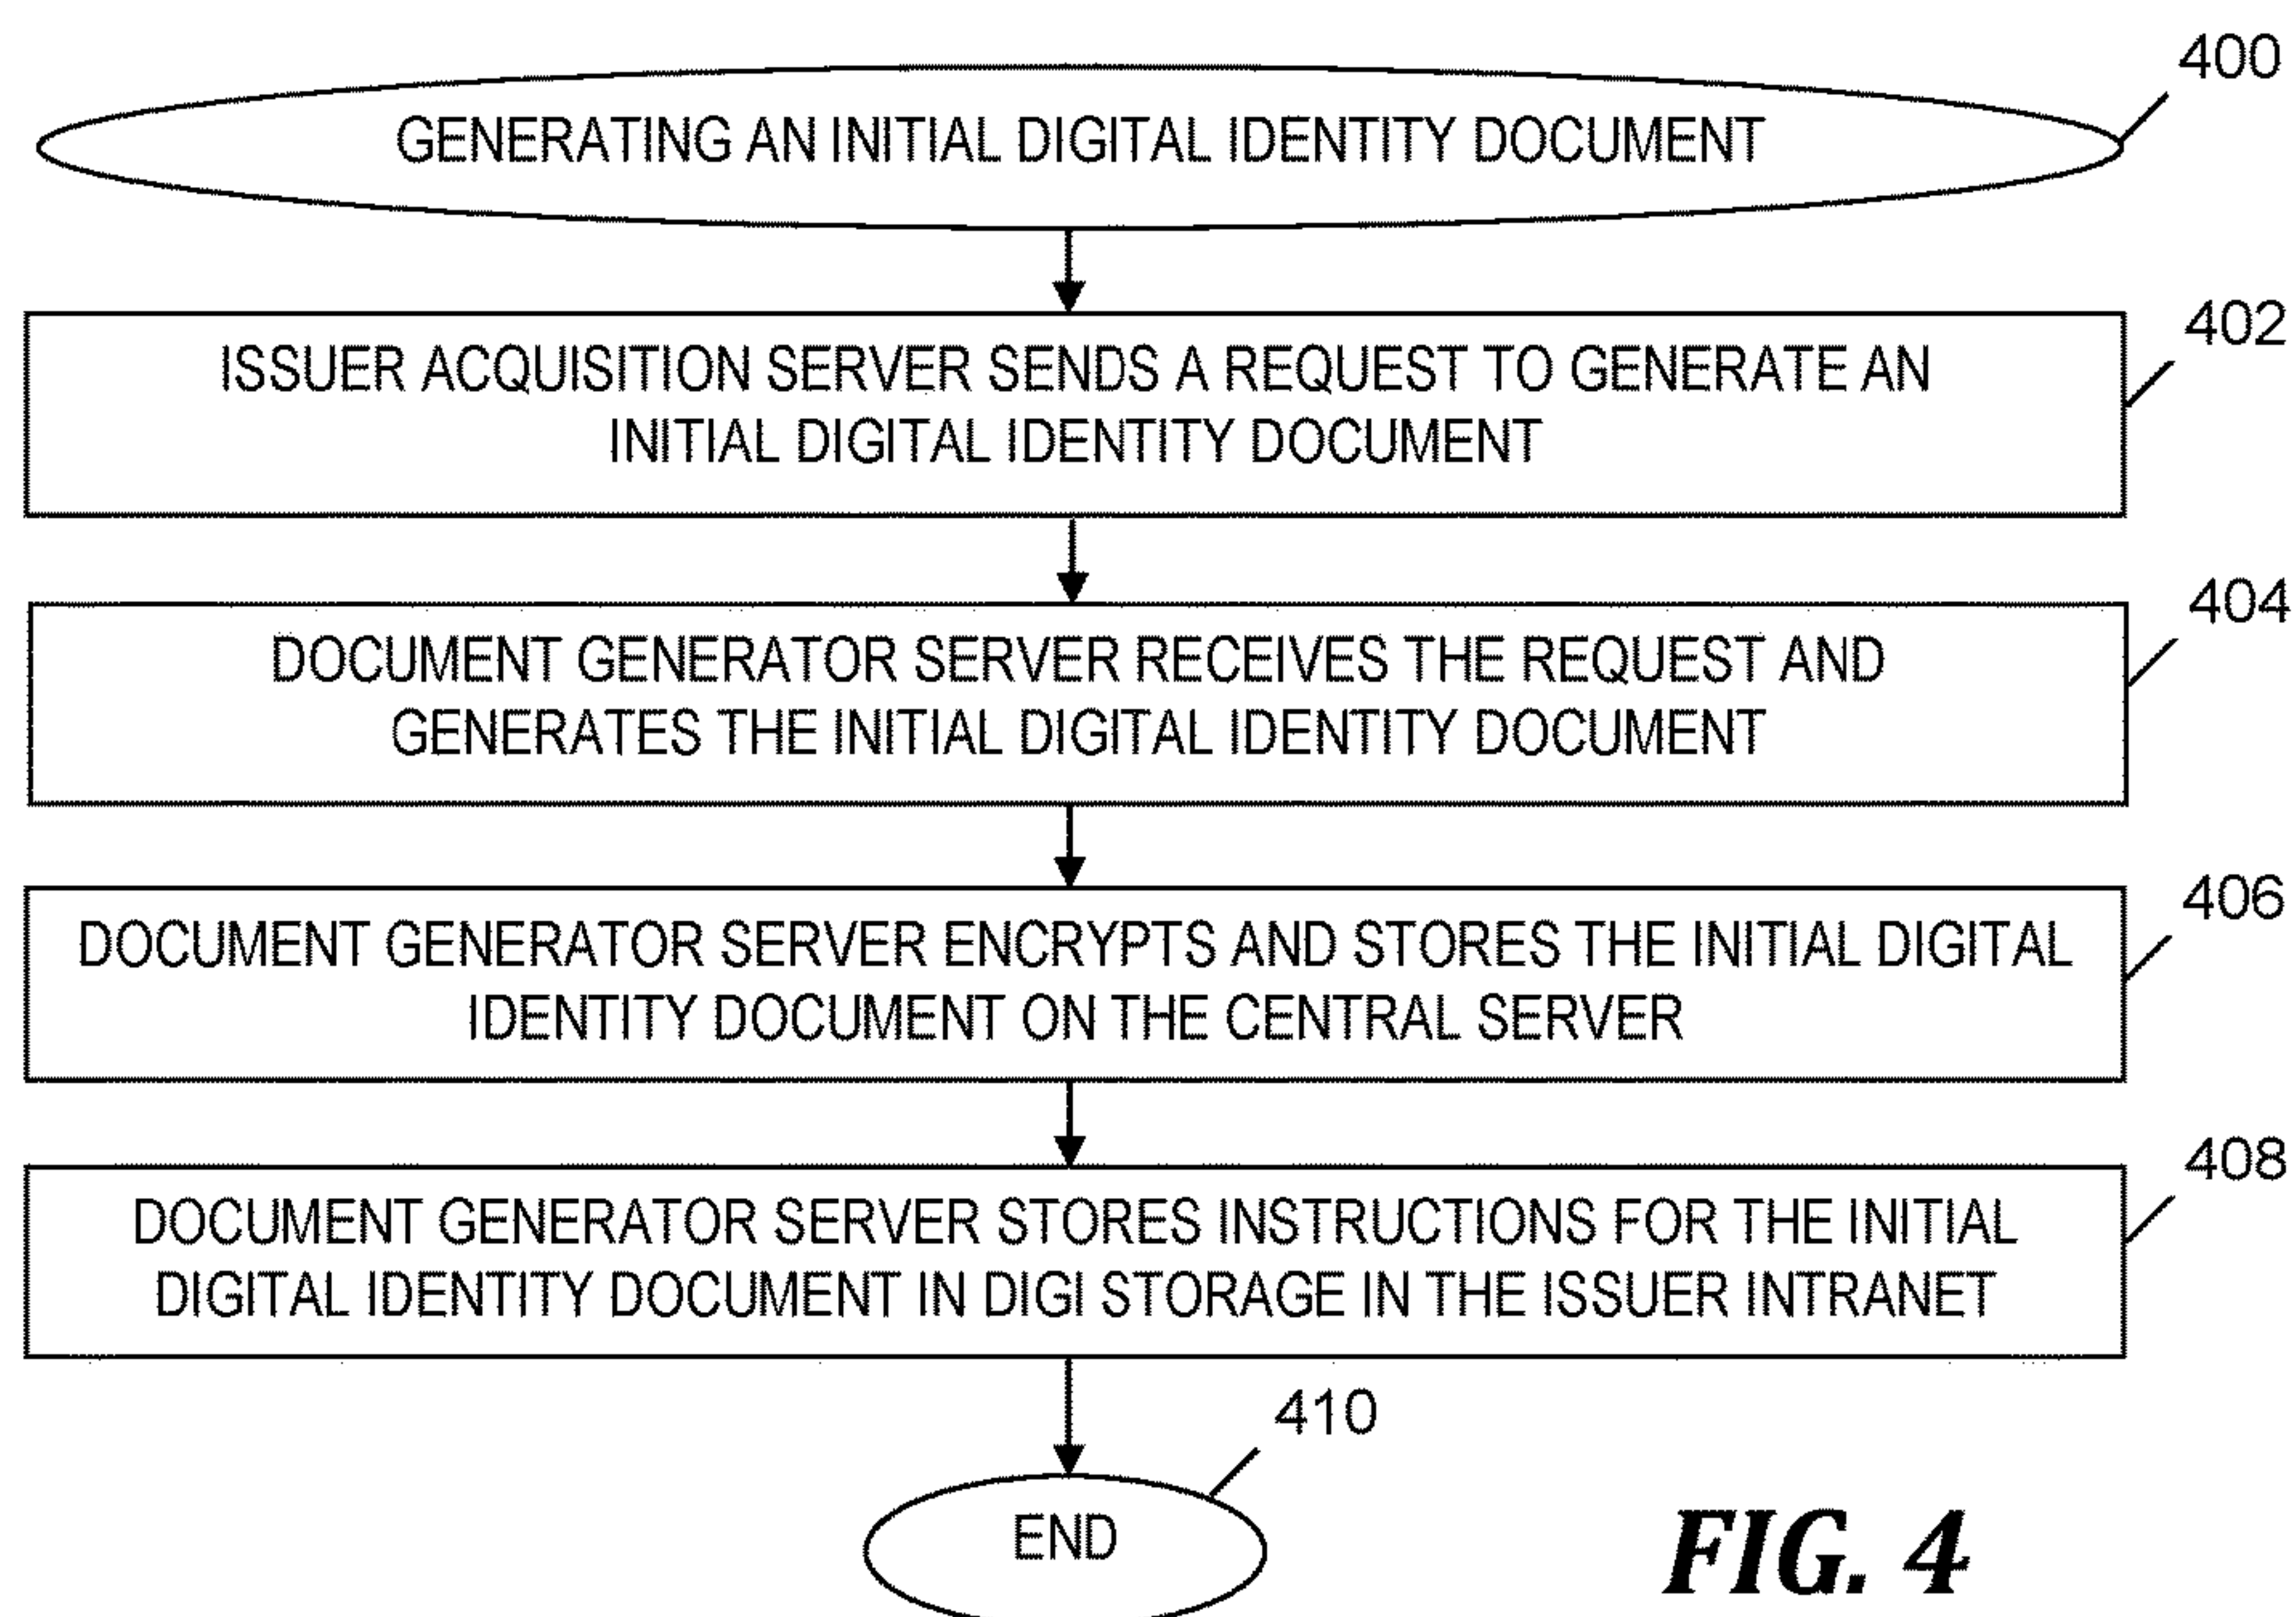 400
GENERATING AN INITIAL DIGITAL IDENTITY DOCUMENT
402
ISSUER ACQUISITION SERVER SENDS A REQUEST TO GENERATE AN
INITIAL DIGITAL IDENTITY DOCUMENT
404
DOCUMENT GENERATOR SERVER RECEIVES THE REQUEST AND
GENERATES THE INITIAL DIGITAL IDENTITY DOCUMENT
406
DOCUMENT GENERATOR SERVER ENCRYPTS AND STORES THE INITIAL DIGITAL
IDENTITY DOCUMENT ON THE CENTRAL SERVER
408
DOCUMENT GENERATOR SERVER STORES INSTRUCTIONS FOR THE INITIAL
DIGITAL IDENTITY DOCUMENT IN DIGI STORAGE IN THE ISSUER INTRANET
410
END
FIG. 4